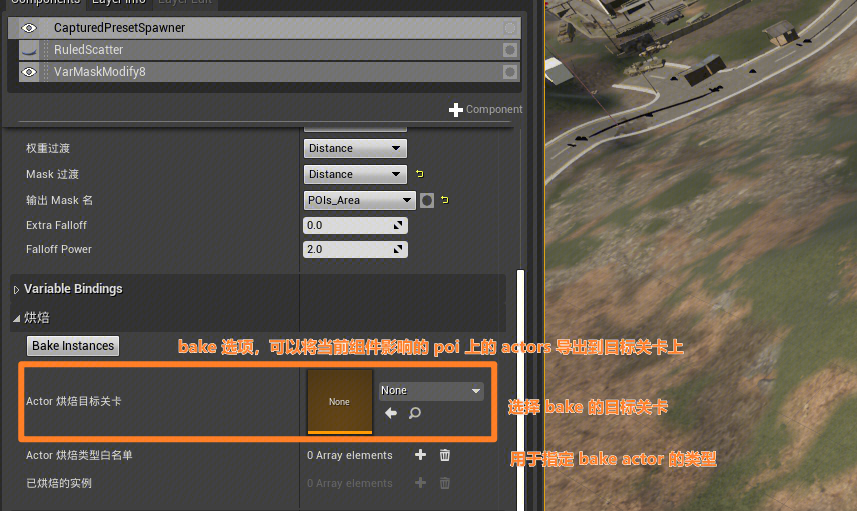 Components Layer Info Layer Edit
CapturedPresetSpawner
RuledScatter
VarMaskModify8
Component
权重过渡 Distance
Mask 过渡 Distance
输出 Mask 名 POIs_Area
Extra Falloff 0.0
Falloff Power 2.0
Variable Bindings
烘焙
Bake Instances
bake 选项，可以将当前组件影响的 poi 上的 actors 导出到目标关卡上
Actor 烘焙目标关卡 None None
选择 bake 的目标关卡
Actor 烘焙类型白名单 0 Array elements
用于指定 bake actor 的类型
已烘焙的实例 0 Array elements